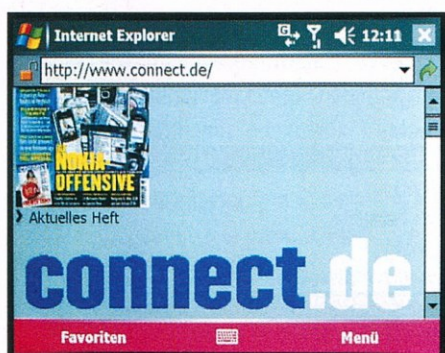 Internet Explorer G 12:11
http://www.connect.de/
NOKIA-
OFFENSIVE
Aktuelles Heft
connect.de
Favoriten Menü